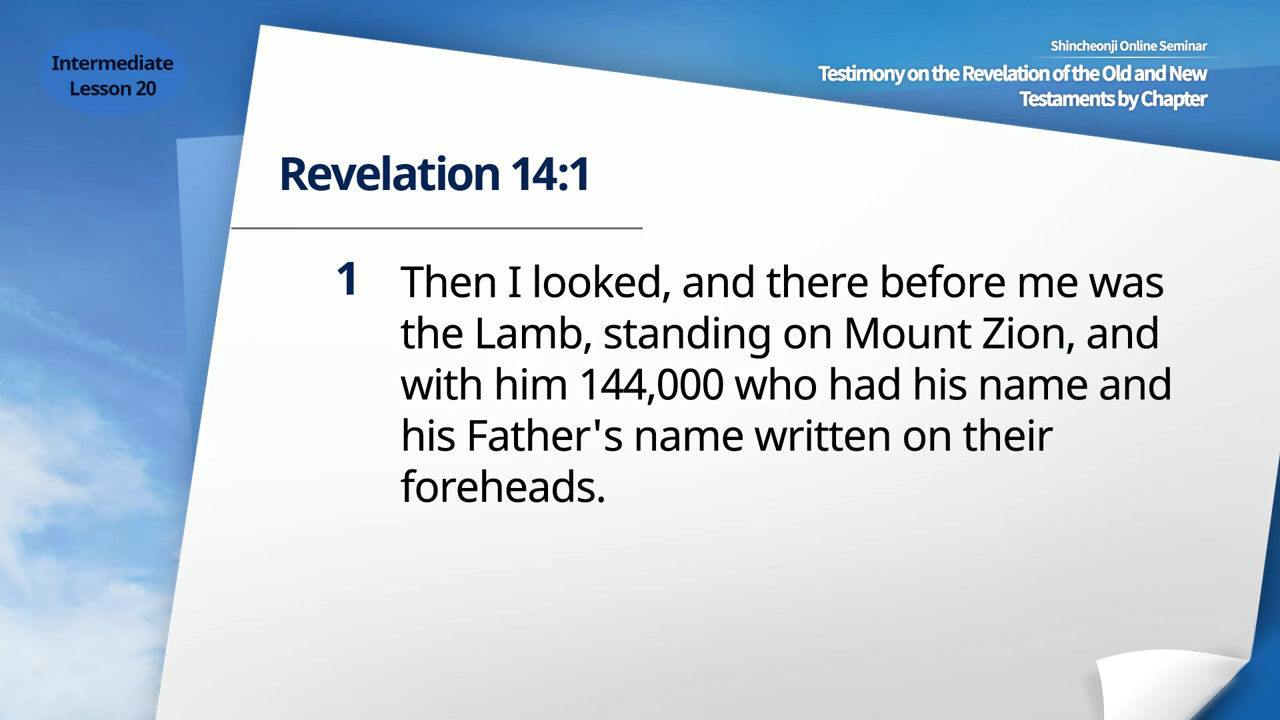 Intermediate
Lesson 20
Shincheonji Online Seminar
Testimony on the Revelation of the Old and New
Testaments by Chapter
Revelation 14:1
1 Then I looked, and there before me was
the Lamb, standing on Mount Zion, and
with him 144,000 who had his name and
his Father's name written on their
foreheads.